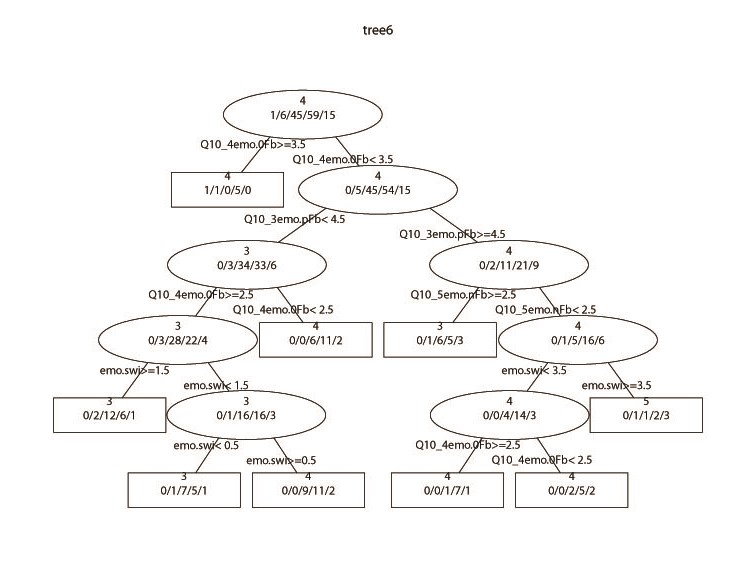 tree6
4
1/6/45/59/15
Q10_4emo.0Fb>=3.5
Q10_4emo.0Fb< 3.5
4
1/1/0/5/0
4
0/5/45/54/15
Q10_3emo.pFb< 4.5
Q10_3emo.pFb>=4.5
3
0/3/34/33/6
4
0/2/11/21/9
Q10_4emo.0Fb>=2.5
Q10_4emo.0Fb< 2.5
Q10_5emo.nFb>=2.5
Q10_5emo.nFb< 2.5
3
0/3/28/22/4
4
0/0/6/11/2
3
0/1/6/5/3
4
0/1/5/16/6
emo.swi>=1.5
emo.swi< 1.5
emo.swi< 3.5
emo.swi>=3.5
3
0/2/12/6/1
3
0/1/16/16/3
4
0/0/4/14/3
5
0/1/1/2/3
emo.swi< 0.5
emo.swi>=0.5
Q10_4emo.0Fb>=2.5
Q10_4emo.0Fb< 2.5
3
0/1/7/5/1
4
0/0/9/11/2
4
0/0/1/7/1
4
0/0/2/5/2